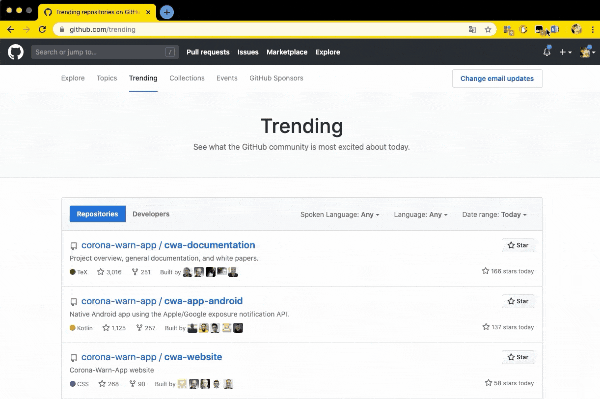 Trending repositories on GitHub
github.com/trending
Search or jump to...
/
Pull requests Issues Marketplace Explore
Explore Topics Trending Collections Events GitHub Sponsors
Change email updates
Trending
See what the GitHub community is most excited about today.
Repositories Developers
Spoken Language: Any Language: Any Date range: Today
corona-warn-app / cwa-documentation
Star
Project overview, general documentation, and white papers.
TeX 3,016 251 Built by
166 stars today
corona-warn-app / cwa-app-android
Star
Native Android app using the Apple/Google exposure notification API.
Kotlin 1,125 257 Built by
137 stars today
corona-warn-app / cwa-website
Star
Corona-Warn-App website
CSS 268 90 Built by
58 stars today